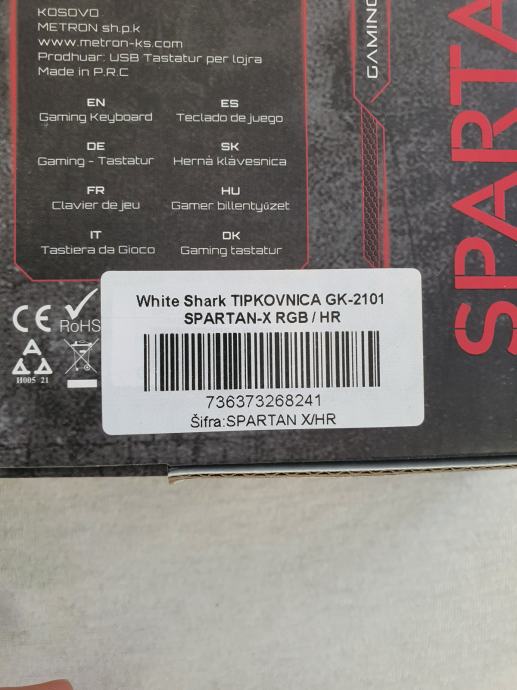 KOSOVO
METRON sh.p.k
www.metron-ks.com
Prodhuar: USB Tastatur per lojra
Made in P.R.C
EN
Gaming Keyboard
ES
Teclado de juego
DE
Gaming - Tastatur
SK
Herná klávesnica
FR
Clavier de jeu
HU
Gamer billentyűzet
IT
Tastiera da Gioco
DK
Gaming tastatur
GAMING
SPARTA
CE
RoHS
H005 21
White Shark TIPKOVNICA GK-2101
SPARTAN-X RGB / HR
736373268241
Šifra:SPARTAN X/HR